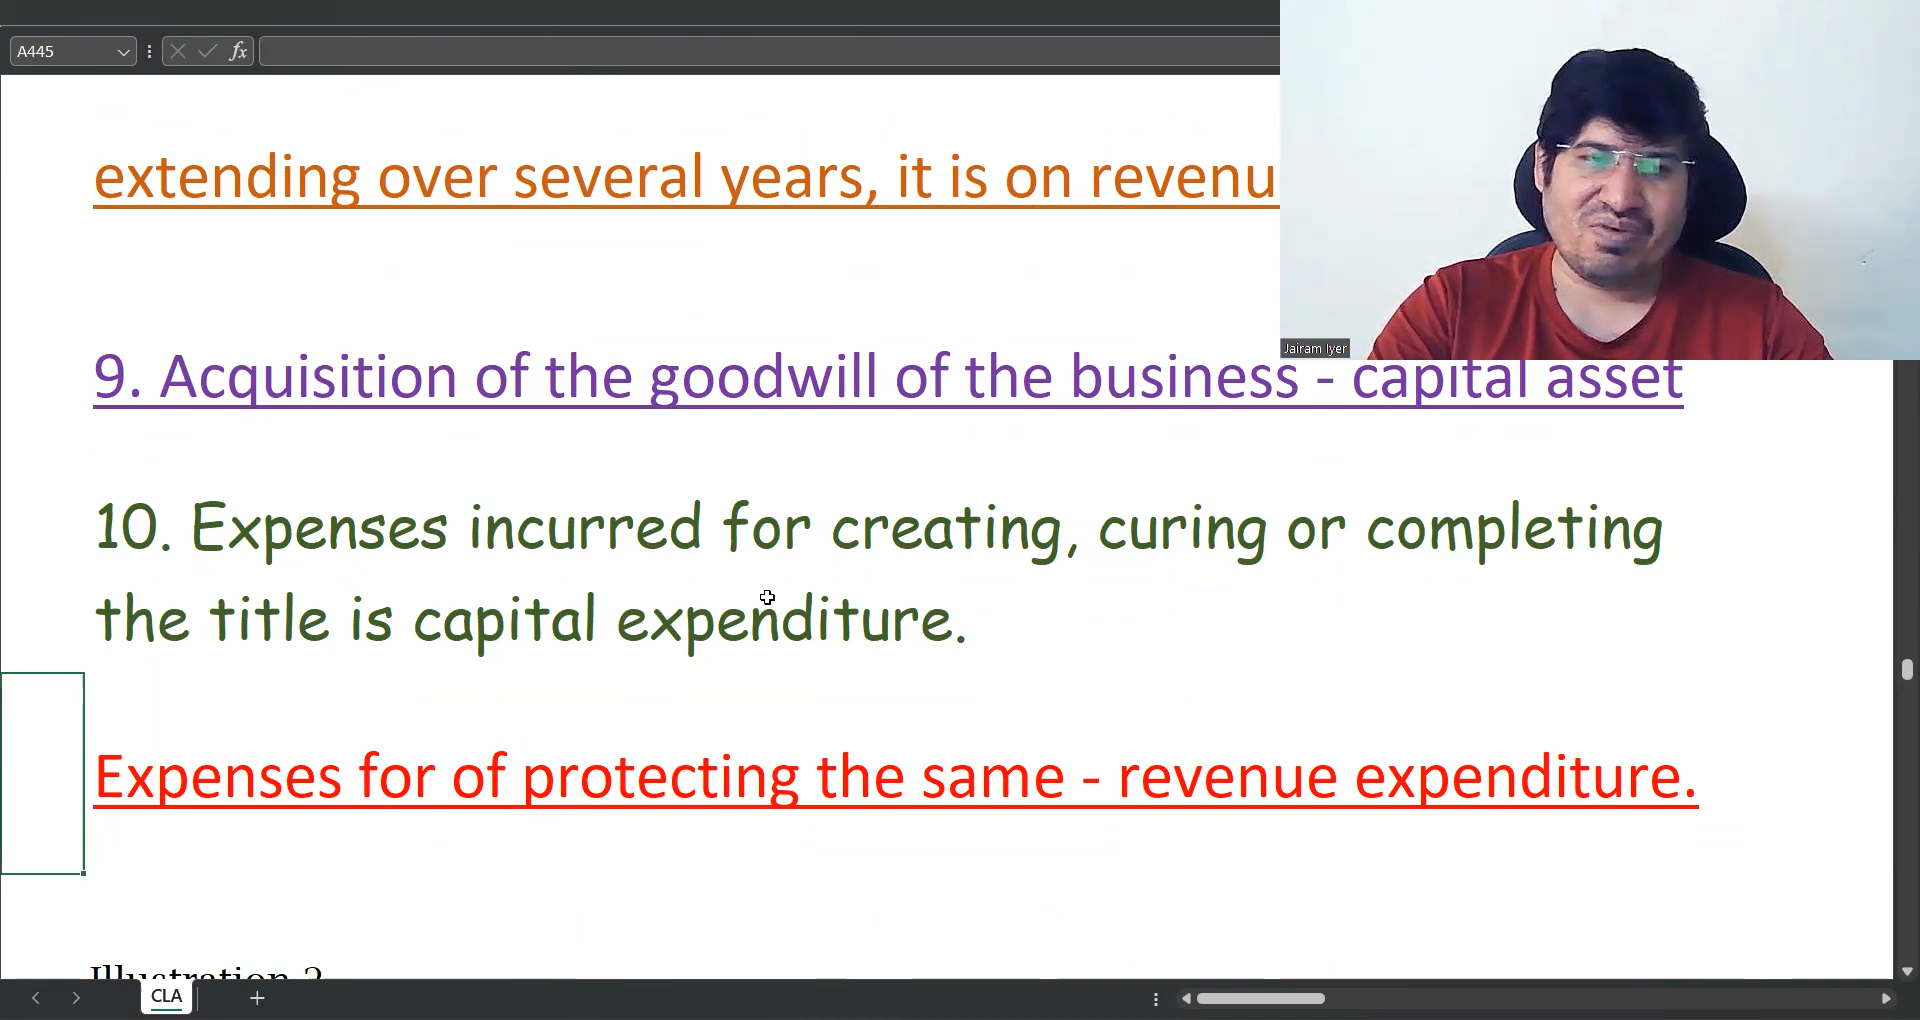 A445
fx
extending over several years, it is on revenu
Jairam Iyer
9. Acquisition of the goodwill of the business - capital asset
10. Expenses incurred for creating, curing or completing
the title is capital expenditure.
Expenses for of protecting the same - revenue expenditure.
Illustration 2
CLA